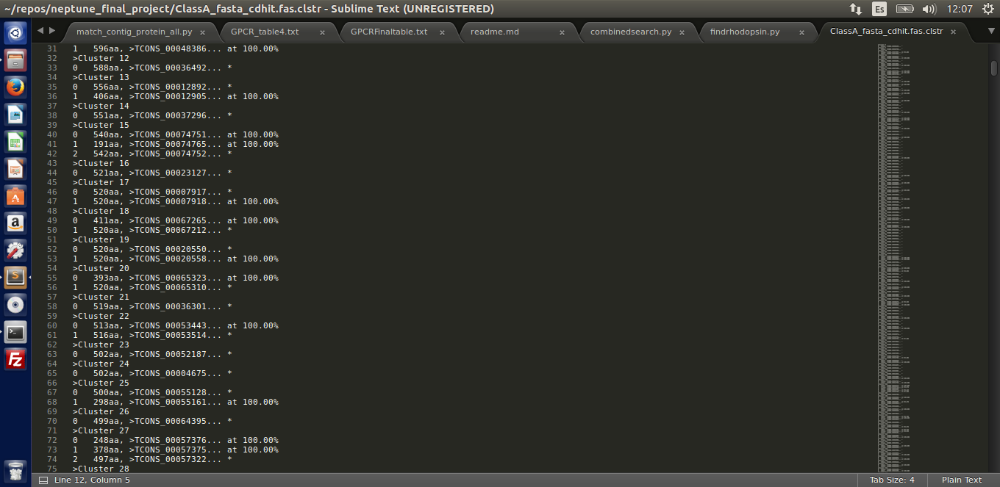 ~/repos/neptune_final_project/ClassA_fasta_cdhit.fas.clstr - Sublime Text (UNREGISTERED)
Es
12:07
match_contig_protein_all.py ×
GPCR_table4.txt ×
GPCRFinaltable.txt ×
readme.md ×
combinedsearch.py ×
findrhodopsin.py ×
ClassA_fasta_cdhit.fas.clstr ×
31 1 596aa, >TCONS_00048386... at 100.00%
32 >Cluster 12
33 0 588aa, >TCONS_00036492... *
34 >Cluster 13
35 0 556aa, >TCONS_00012892... *
36 1 406aa, >TCONS_00012905... at 100.00%
37 >Cluster 14
38 0 551aa, >TCONS_00037296... *
39 >Cluster 15
40 0 540aa, >TCONS_00074751... at 100.00%
41 1 191aa, >TCONS_00074765... at 100.00%
42 2 542aa, >TCONS_00074752... *
43 >Cluster 16
44 0 521aa, >TCONS_00023127... *
45 >Cluster 17
46 0 520aa, >TCONS_00007917... *
47 1 520aa, >TCONS_00007918... at 100.00%
48 >Cluster 18
49 0 411aa, >TCONS_00067265... at 100.00%
50 1 520aa, >TCONS_00067212... *
51 >Cluster 19
52 0 520aa, >TCONS_00020550... *
53 1 520aa, >TCONS_00020558... at 100.00%
54 >Cluster 20
55 0 393aa, >TCONS_00065323... at 100.00%
56 1 520aa, >TCONS_00065310... *
57 >Cluster 21
58 0 519aa, >TCONS_00036301... *
59 >Cluster 22
60 0 513aa, >TCONS_00053443... at 100.00%
61 1 516aa, >TCONS_00053514... *
62 >Cluster 23
63 0 502aa, >TCONS_00052187... *
64 >Cluster 24
65 0 502aa, >TCONS_00004675... *
66 >Cluster 25
67 0 500aa, >TCONS_00055128... *
68 1 298aa, >TCONS_00055161... at 100.00%
69 >Cluster 26
70 0 499aa, >TCONS_00064395... *
71 >Cluster 27
72 0 248aa, >TCONS_00057376... at 100.00%
73 1 378aa, >TCONS_00057375... at 100.00%
74 2 497aa, >TCONS_00057322... *
75 >Cluster 28
a
S
Fz
Line 12, Column 5
Tab Size: 4
Plain Text